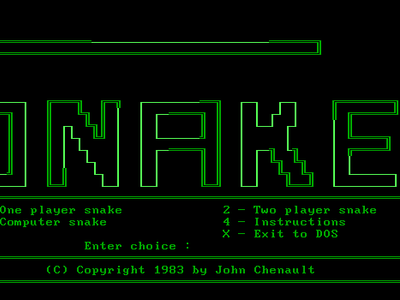 SNAKE
One player snake 2 - Two player snake
Computer snake 4 - Instructions
X - Exit to DOS
Enter choice :
(C) Copyright 1983 by John Chenault